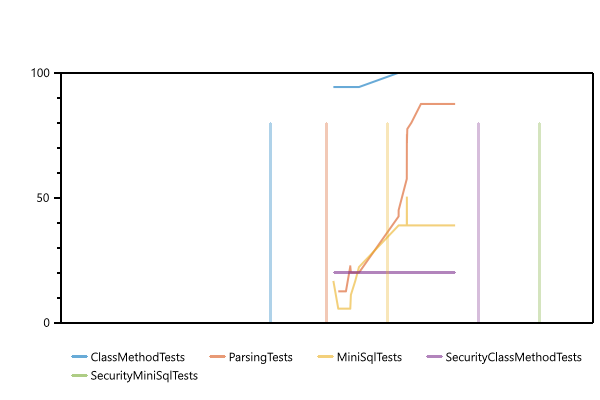 100
50
0
ClassMethodTests ParsingTests MiniSqlTests SecurityClassMethodTests
SecurityMiniSqlTests